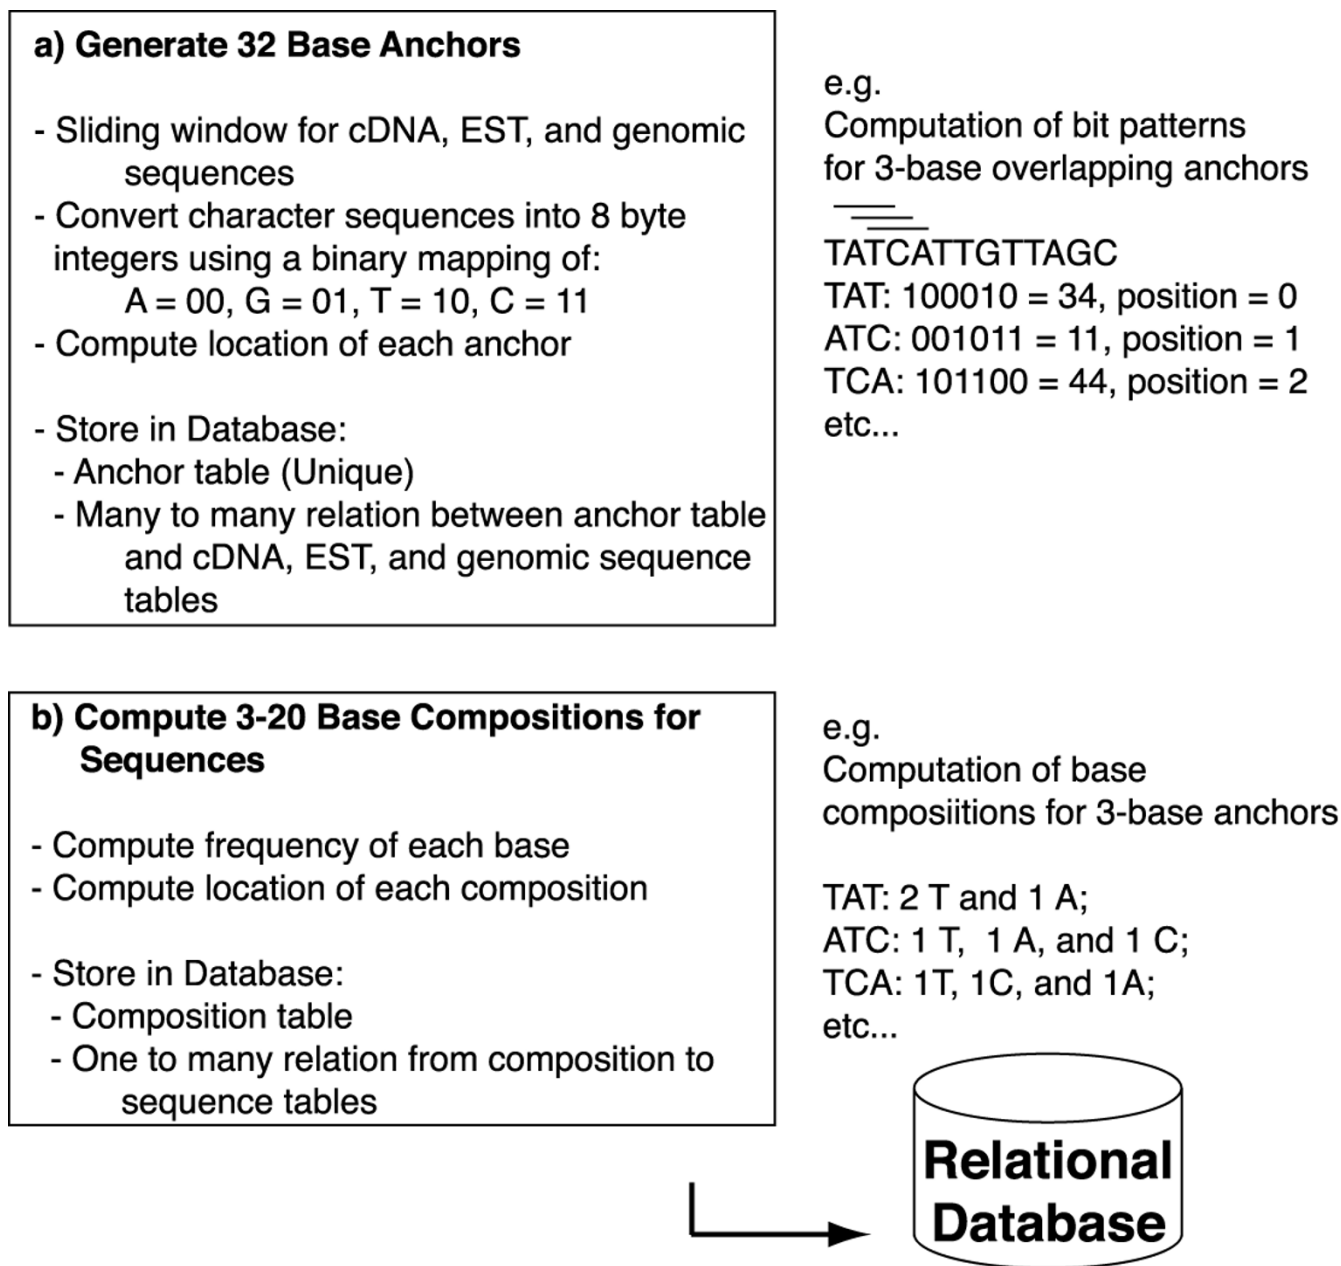 a) Generate 32 Base Anchors
- Sliding window for cDNA, EST, and genomic
sequences
- Convert character sequences into 8 byte
integers using a binary mapping of:
A = 00, G = 01, T = 10, C = 11
- Compute location of each anchor
- Store in Database:
- Anchor table (Unique)
- Many to many relation between anchor table
and cDNA, EST, and genomic sequence
tables
e.g.
Computation of bit patterns
for 3-base overlapping anchors
TATCATTGTTAGC
TAT: 100010 = 34, position = 0
ATC: 001011 = 11, position = 1
TCA: 101100 = 44, position = 2
etc...
b) Compute 3-20 Base Compositions for
Sequences
- Compute frequency of each base
- Compute location of each composition
- Store in Database:
- Composition table
- One to many relation from composition to
sequence tables
e.g.
Computation of base
composiitions for 3-base anchors
TAT: 2 T and 1 A;
ATC: 1 T,  1 A, and 1 C;
TCA: 1T, 1C, and 1A;
etc...
Relational
Database